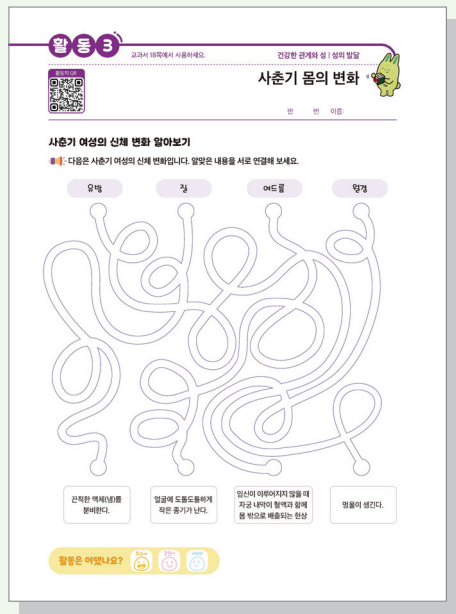 활동 3
교과서 18쪽에서 사용하세요.
건강한 관계와 성 | 성의 발달
활동지 QR
사춘기 몸의 변화
반 번 이름:
사춘기 여성의 신체 변화 알아보기
다음은 사춘기 여성의 신체 변화입니다. 알맞은 내용을 서로 연결해 보세요.
유방 질 여드름 월경
끈적한 액체(냉)를
분비한다.
얼굴에 도톨도톨하게
작은 종기가 난다.
임신이 이루어지지 않을 때
자궁 내막이 혈액과 함께
몸 밖으로 배출되는 현상
멍울이 생긴다.
활동은 어땠나요?